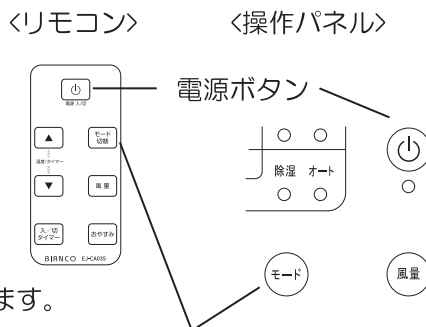 〈リモコン〉
〈操作パネル〉
電源ボタン
電源 入/切
モード
切替
温度/タイマー
風量
入/切
タイマー
おやすみ
BIANCO EJ-CA035
除湿 オート
モード
風量
ます。